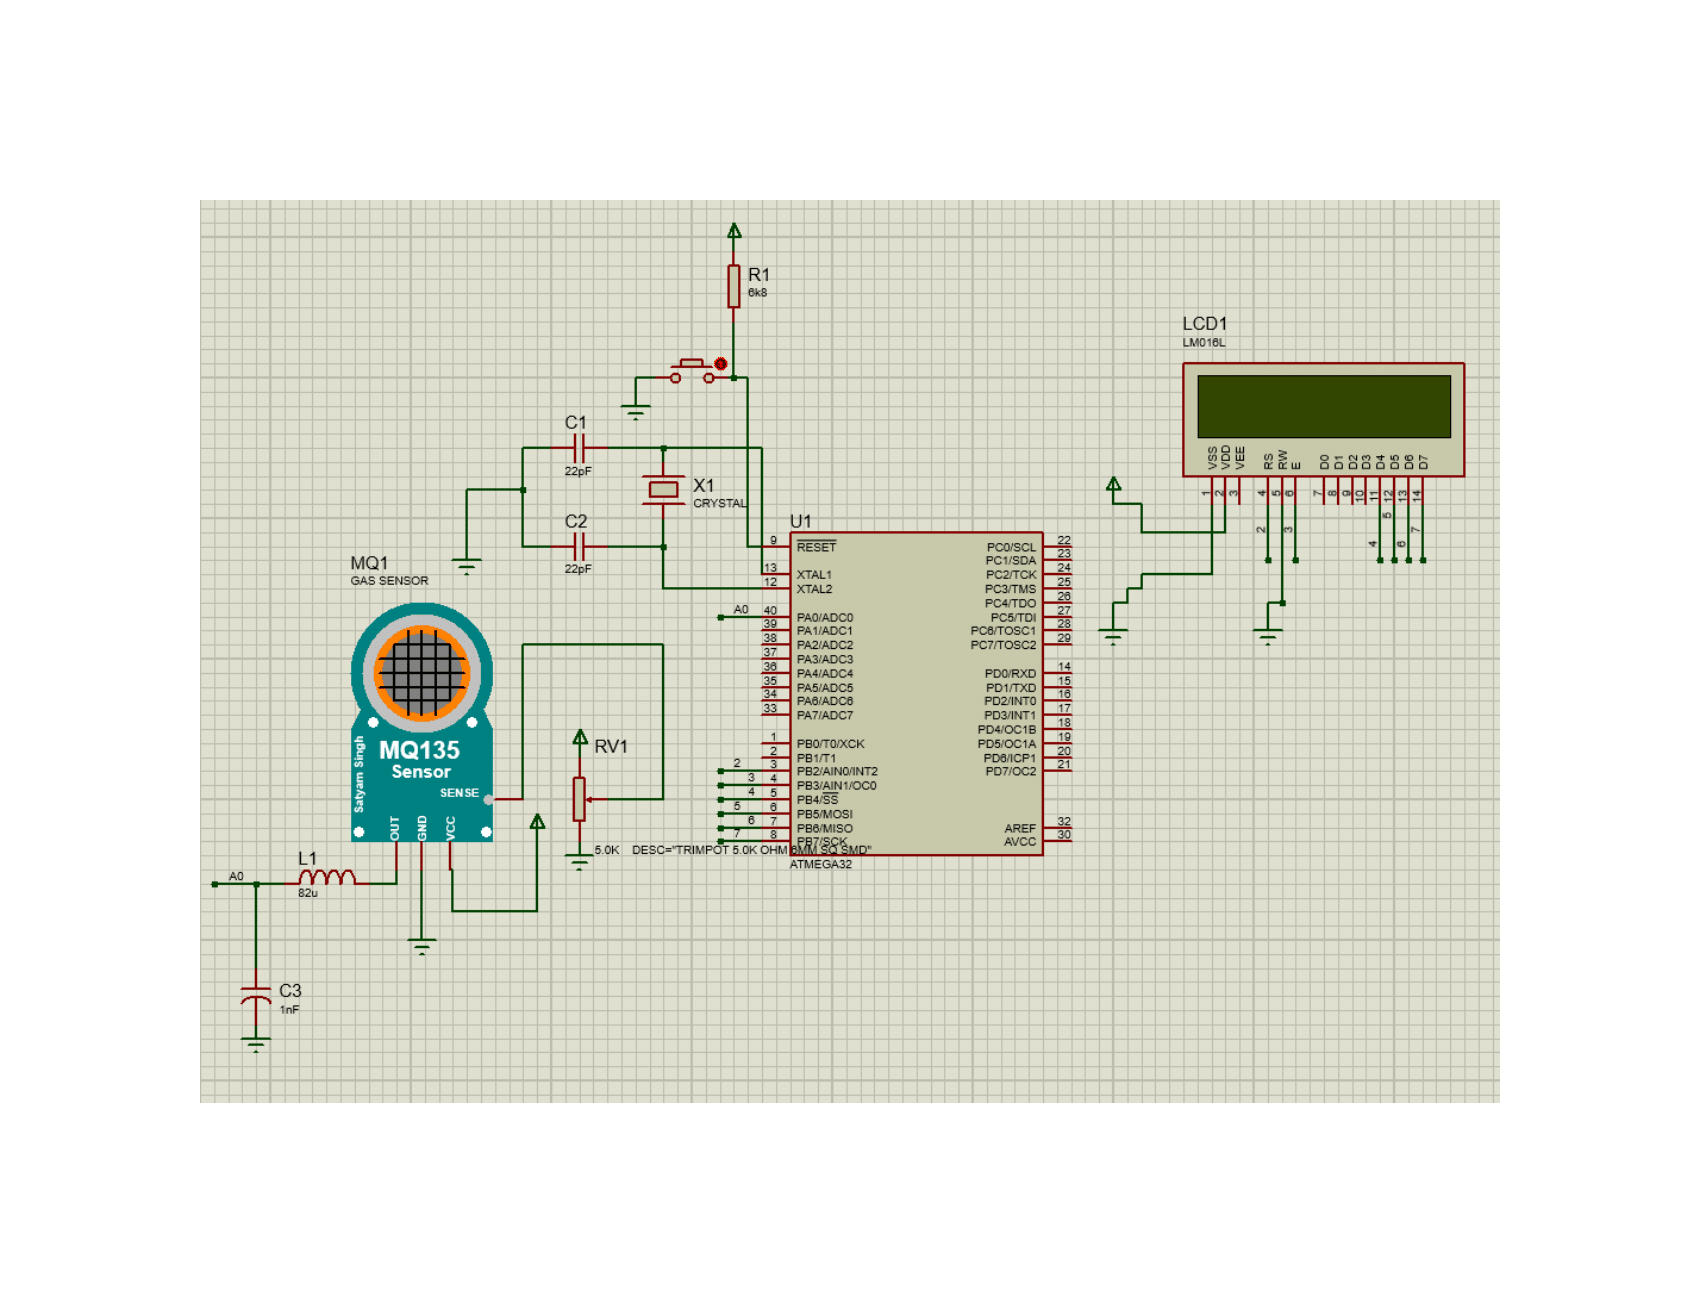 R1
6k8
LCD1
LM016L
VSS
VDD
VEE
RS
RW
E
D0
D1
D2
D3
D4
D5
D6
D7
1
2
3
4
5
6
7
8
9
10
11
12
13
14
2
3
4
5
6
7
C1
22pF
X1
CRYSTAL
C2
22pF
U1
9 RESET PC0/SCL 22
PC1/SDA 23
13 XTAL1 PC2/TCK 24
12 XTAL2 PC3/TMS 25
PC4/TDO 26
A0 40 PA0/ADC0 PC5/TDI 27
39 PA1/ADC1 PC6/TOSC1 28
38 PA2/ADC2 PC7/TOSC2 29
37 PA3/ADC3
36 PA4/ADC4 PD0/RXD 14
35 PA5/ADC5 PD1/TXD 15
34 PA6/ADC6 PD2/INT0 16
33 PA7/ADC7 PD3/INT1 17
PD4/OC1B 18
1 PB0/T0/XCK PD5/OC1A 19
2 PB1/T1 PD6/ICP1 20
2 3 PB2/AIN0/INT2 PD7/OC2 21
3 4 PB3/AIN1/OC0
4 5 PB4/SS
5 6 PB5/MOSI
6 7 PB6/MISO AREF 32
7 8 PB7/SCK AVCC 30
ATMEGA32
MQ1
GAS SENSOR
MQ135
Sensor
Satyam Singh
SENSE
OUT
GND
VCC
RV1
5.0K DESC="TRIMPOT 5.0K OHM 6MM SQ SMD"
L1
82u
A0
C3
1nF